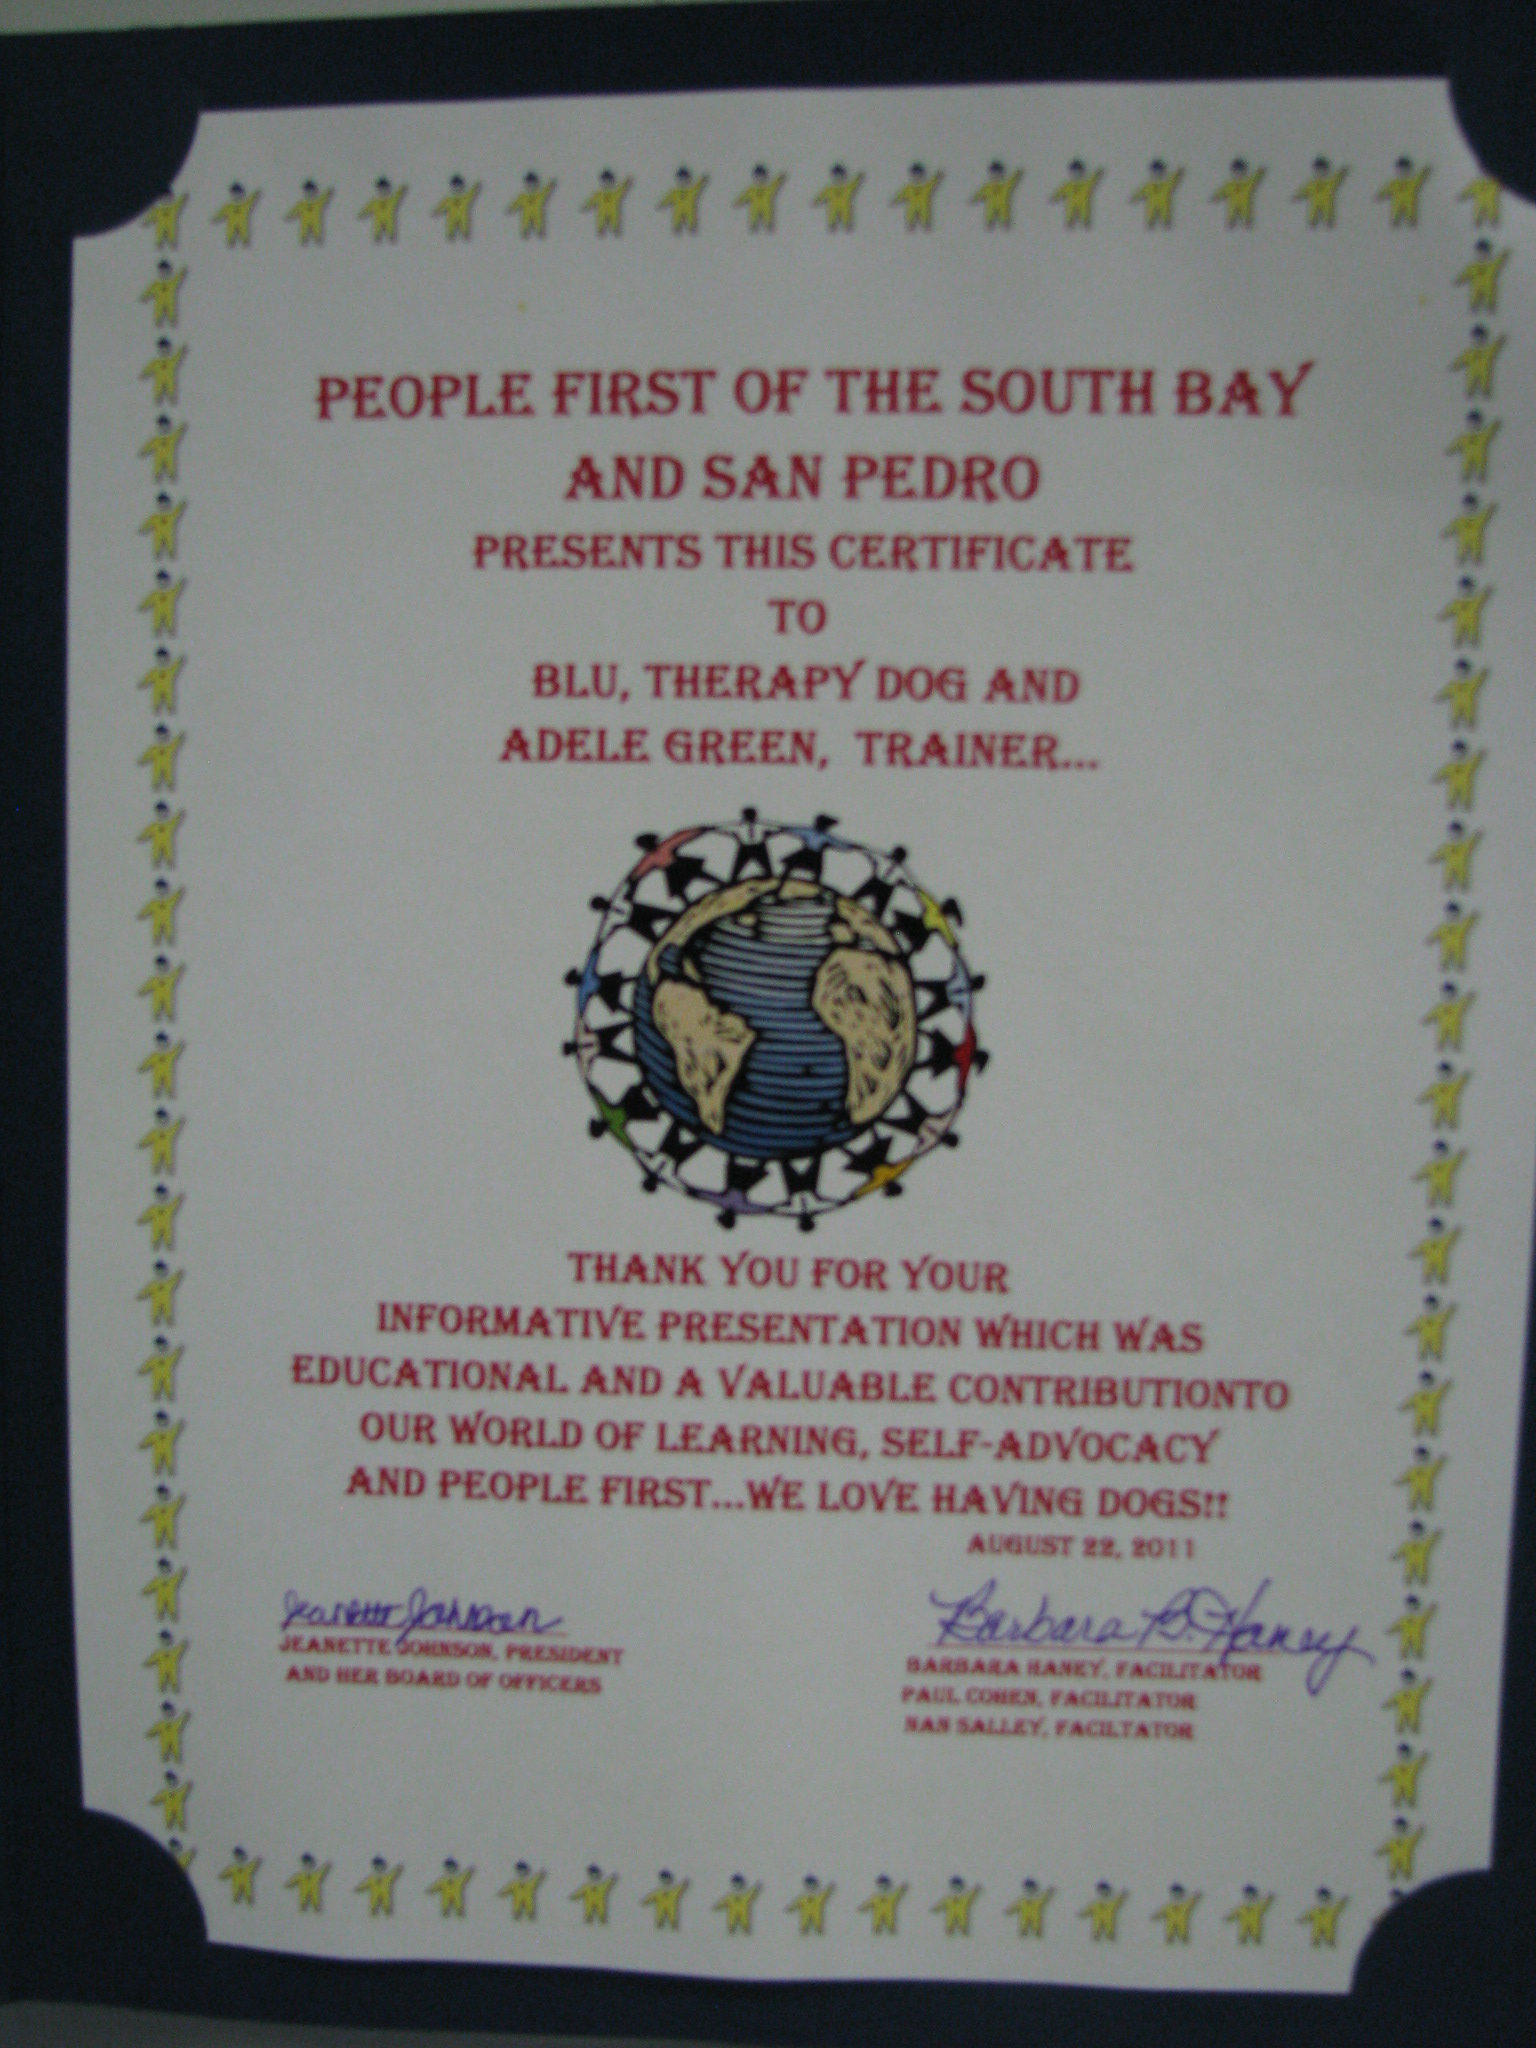 PEOPLE FIRST OF THE SOUTH BAY
AND SAN PEDRO
PRESENTS THIS CERTIFICATE
TO
BLU, THERAPY DOG AND
ADELE GREEN, TRAINER...
THANK YOU FOR YOUR
INFORMATIVE PRESENTATION WHICH WAS
EDUCATIONAL AND A VALUABLE CONTRIBUTIONTO
OUR WORLD OF LEARNING, SELF-ADVOCACY
AND PEOPLE FIRST...WE LOVE HAVING DOGS!!
AUGUST 22, 2011
Jeanette Johnson
JEANETTE JOHNSON, PRESIDENT
AND HER BOARD OF OFFICERS
Barbara B. Haney
BARBARA HANEY, FACILITATOR
PAUL COHEN, FACILITATOR
NAN SALLEY, FACILTATOR